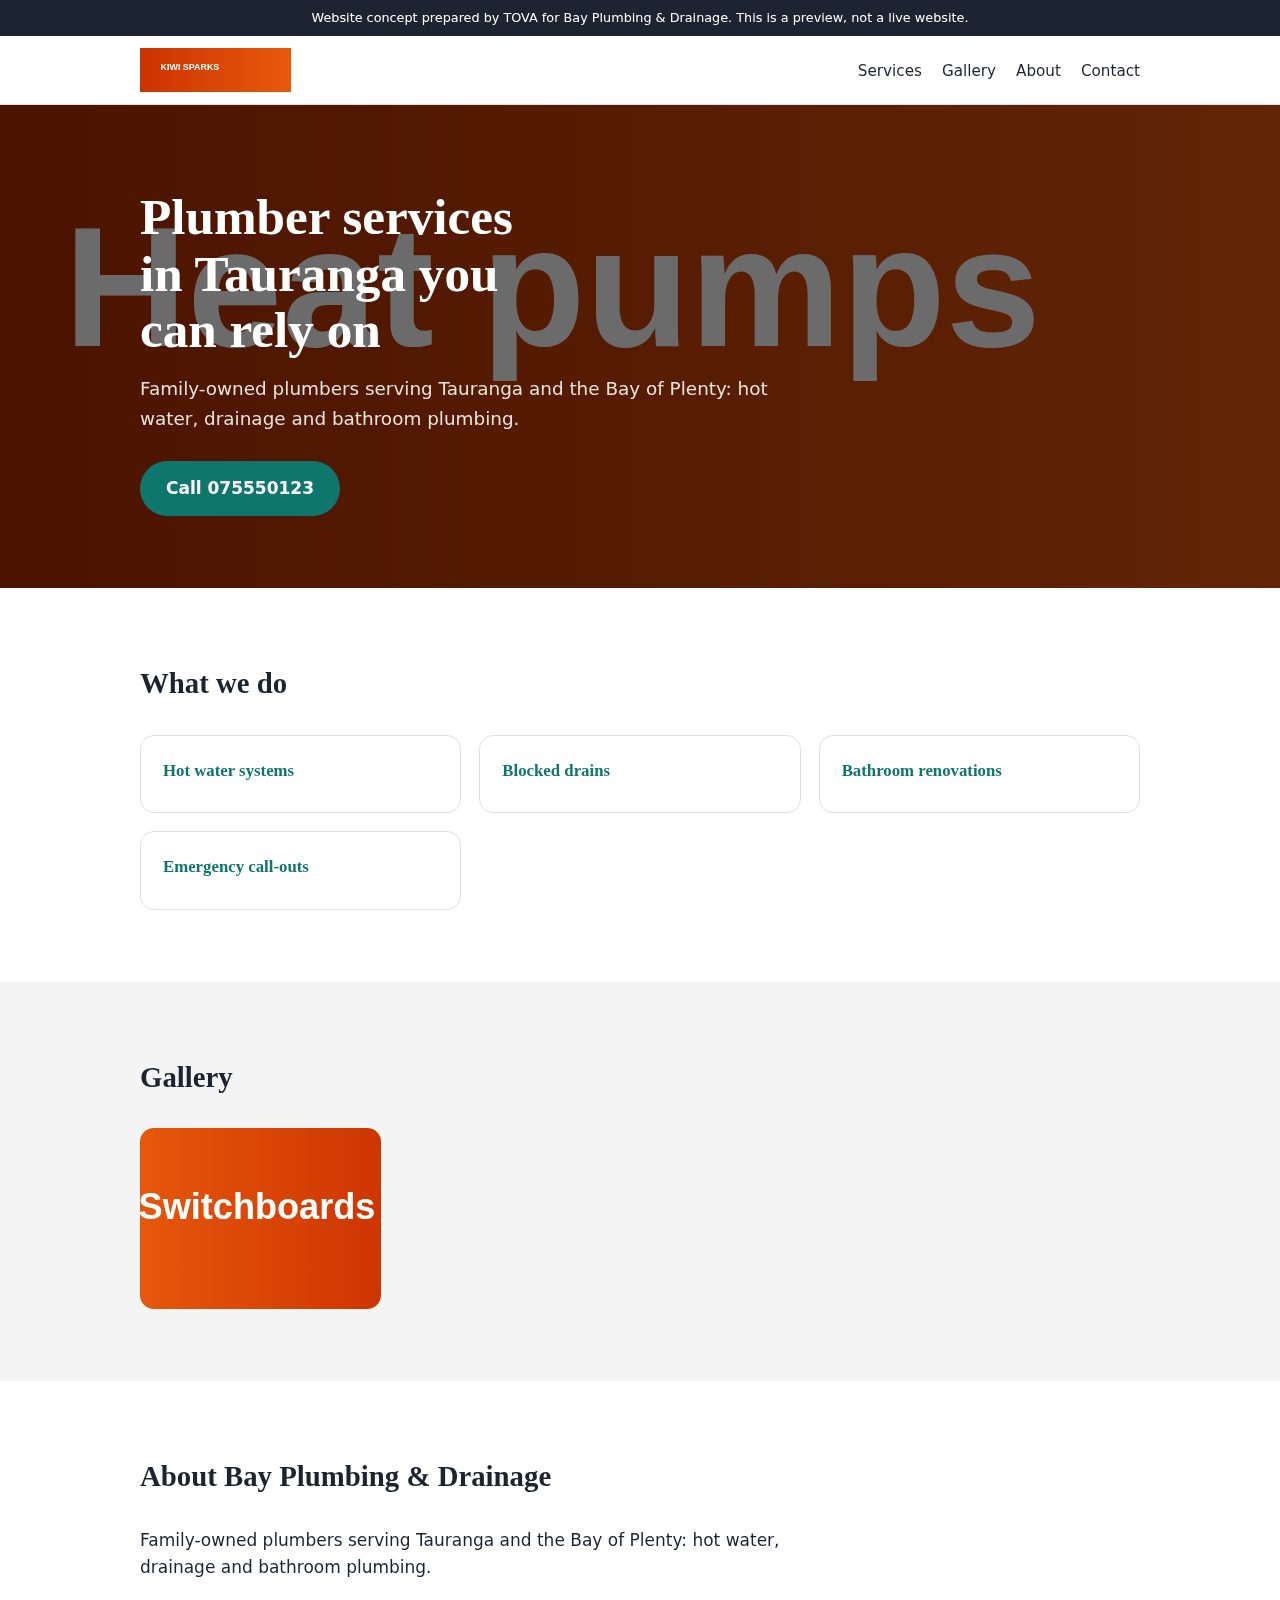 Website concept prepared by TOVA for Bay Plumbing & Drainage. This is a preview, not a live website.
KIWI SPARKS
Services Gallery About Contact
Heat pumps
Plumber services
in Tauranga you
can rely on
Family-owned plumbers serving Tauranga and the Bay of Plenty: hot
water, drainage and bathroom plumbing.
Call 075550123
What we do
Hot water systems
Blocked drains
Bathroom renovations
Emergency call-outs
Gallery
Switchboards
About Bay Plumbing & Drainage
Family-owned plumbers serving Tauranga and the Bay of Plenty: hot water,
drainage and bathroom plumbing.